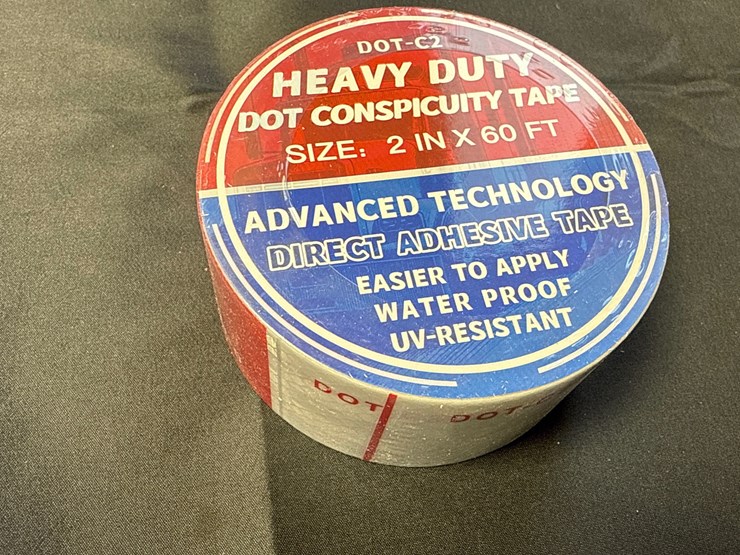 DOT-C2
HEAVY DUTY
DOT CONSPICUITY TAPE
SIZE: 2 IN X 60 FT
ADVANCED TECHNOLOGY
DIRECT ADHESIVE TAPE
EASIER TO APPLY
WATER PROOF
UV-RESISTANT
DOT
DOT